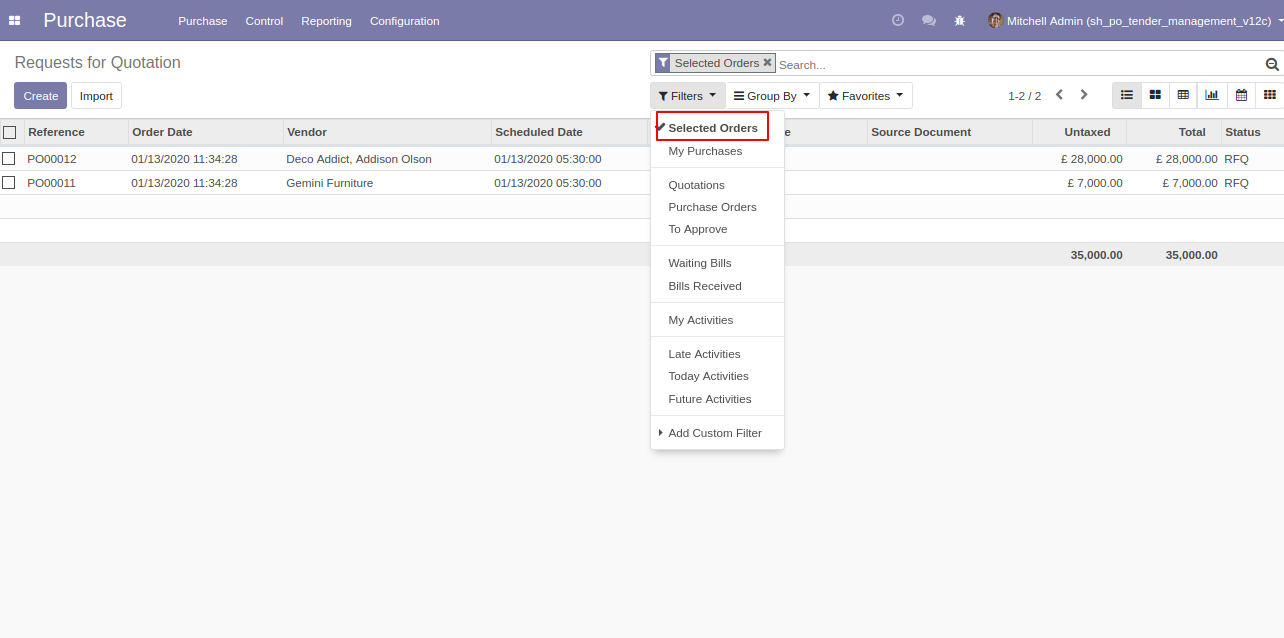 Purchase Purchase Control Reporting Configuration Mitchell Admin (sh_po_tender_management_v12c)
Requests for Quotation
Selected Orders Search...
Create Import
Filters Group By Favorites 1-2 / 2
Reference Order Date Vendor Scheduled Date Source Document Untaxed Total Status
PO00012 01/13/2020 11:34:28 Deco Addict, Addison Olson 01/13/2020 05:30:00 £ 28,000.00 £ 28,000.00 RFQ
PO00011 01/13/2020 11:34:28 Gemini Furniture 01/13/2020 05:30:00 £ 7,000.00 £ 7,000.00 RFQ
35,000.00 35,000.00
Selected Orders
My Purchases
Quotations
Purchase Orders
To Approve
Waiting Bills
Bills Received
My Activities
Late Activities
Today Activities
Future Activities
Add Custom Filter